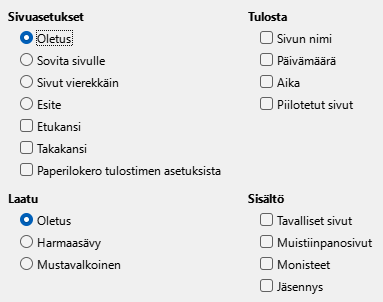 Sivuasetukset
Oletus
Sovita sivulle
Sivut vierekkäin
Esite
Etukansi
Takakansi
Paperilokero tulostimen asetuksista
Tulosta
Sivun nimi
Päivämäärä
Aika
Piilotetut sivut
Laatu
Oletus
Harmaasävy
Mustavalkoinen
Sisältö
Tavalliset sivut
Muistiinpanosivut
Monisteet
Jäsennys